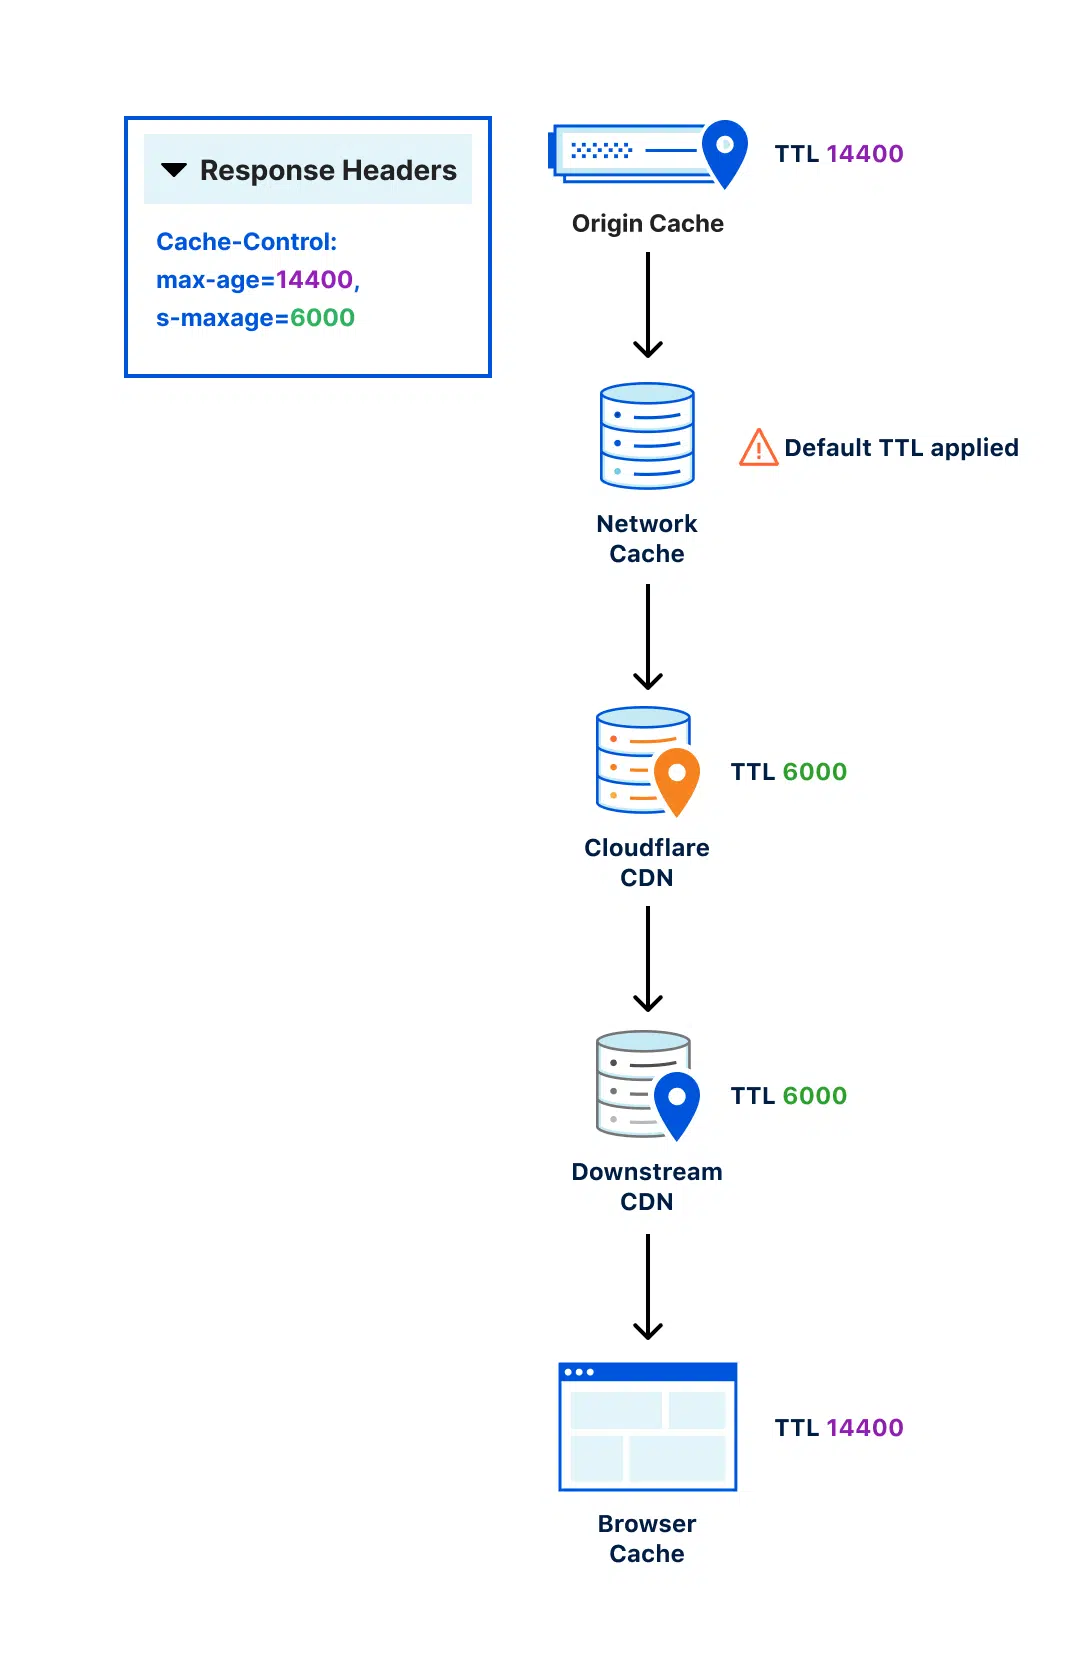 Response Headers
Cache-Control:
max-age=14400,
s-maxage=6000
TTL 14400
Origin Cache
Default TTL applied
Network
Cache
TTL 6000
Cloudflare
CDN
TTL 6000
Downstream
CDN
TTL 14400
Browser
Cache